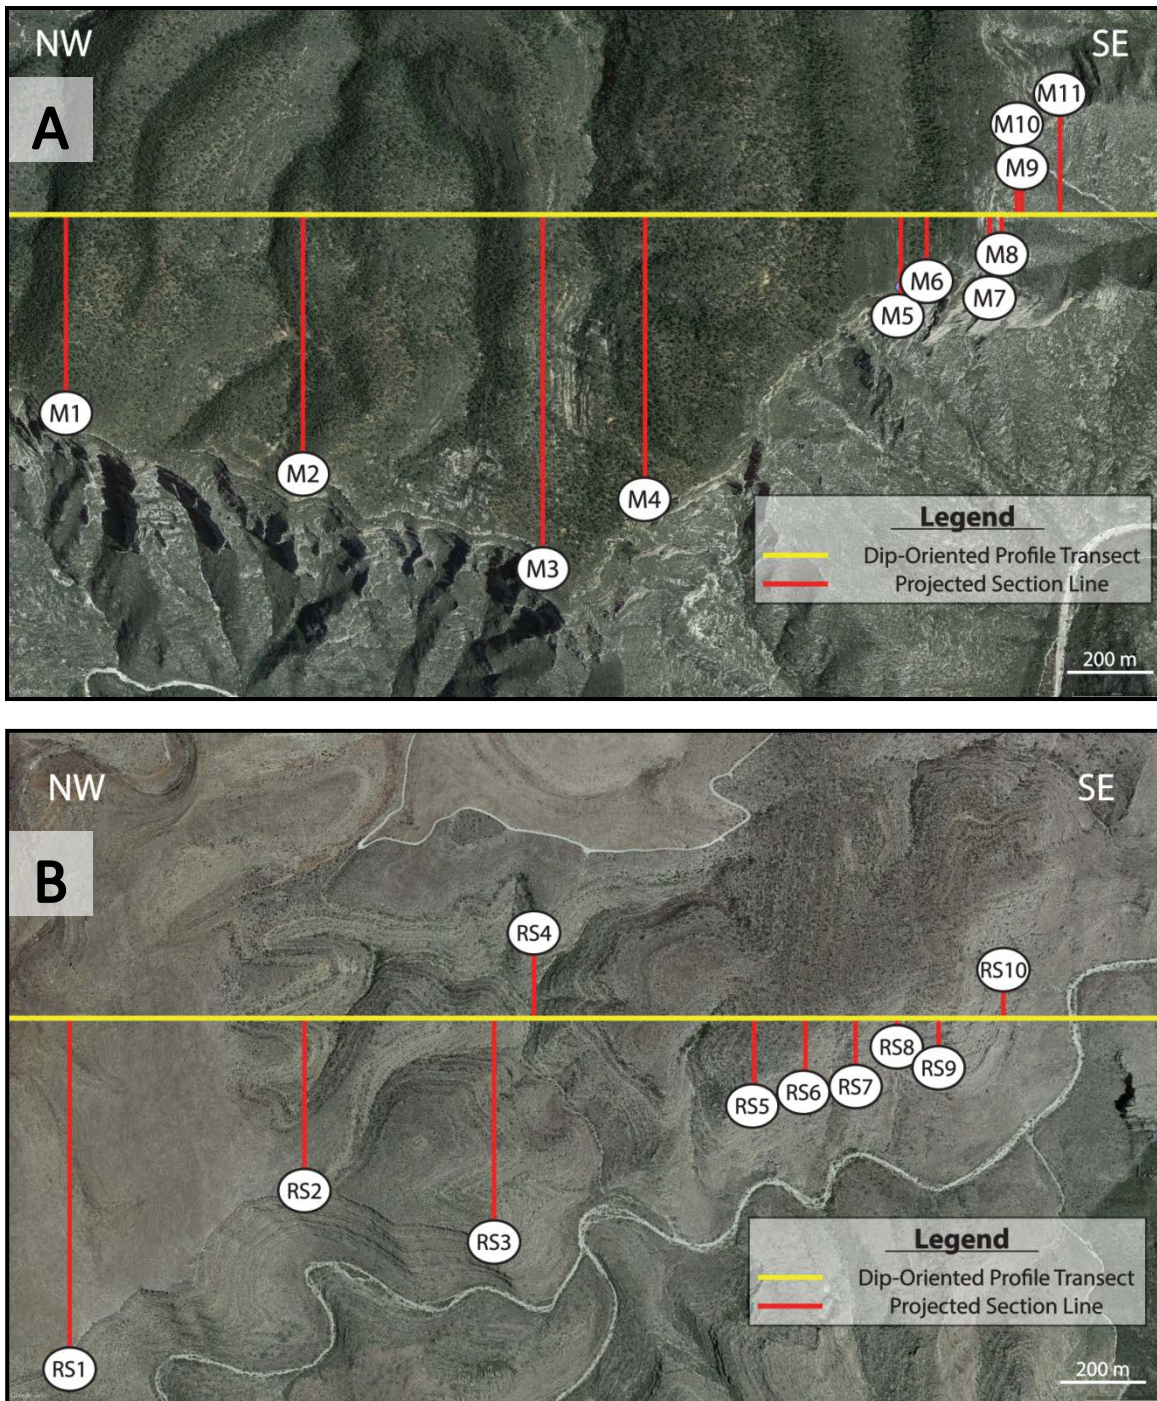 NW
SE
A
M11
M10
M9
M8
M6
M7
M5
M1
M2
M4
M3
Legend
Dip-Oriented Profile Transect
Projected Section Line
200 m
NW
SE
B
RS4
RS10
RS8
RS9
RS7
RS6
RS5
RS2
RS3
RS1
Legend
Dip-Oriented Profile Transect
Projected Section Line
200 m